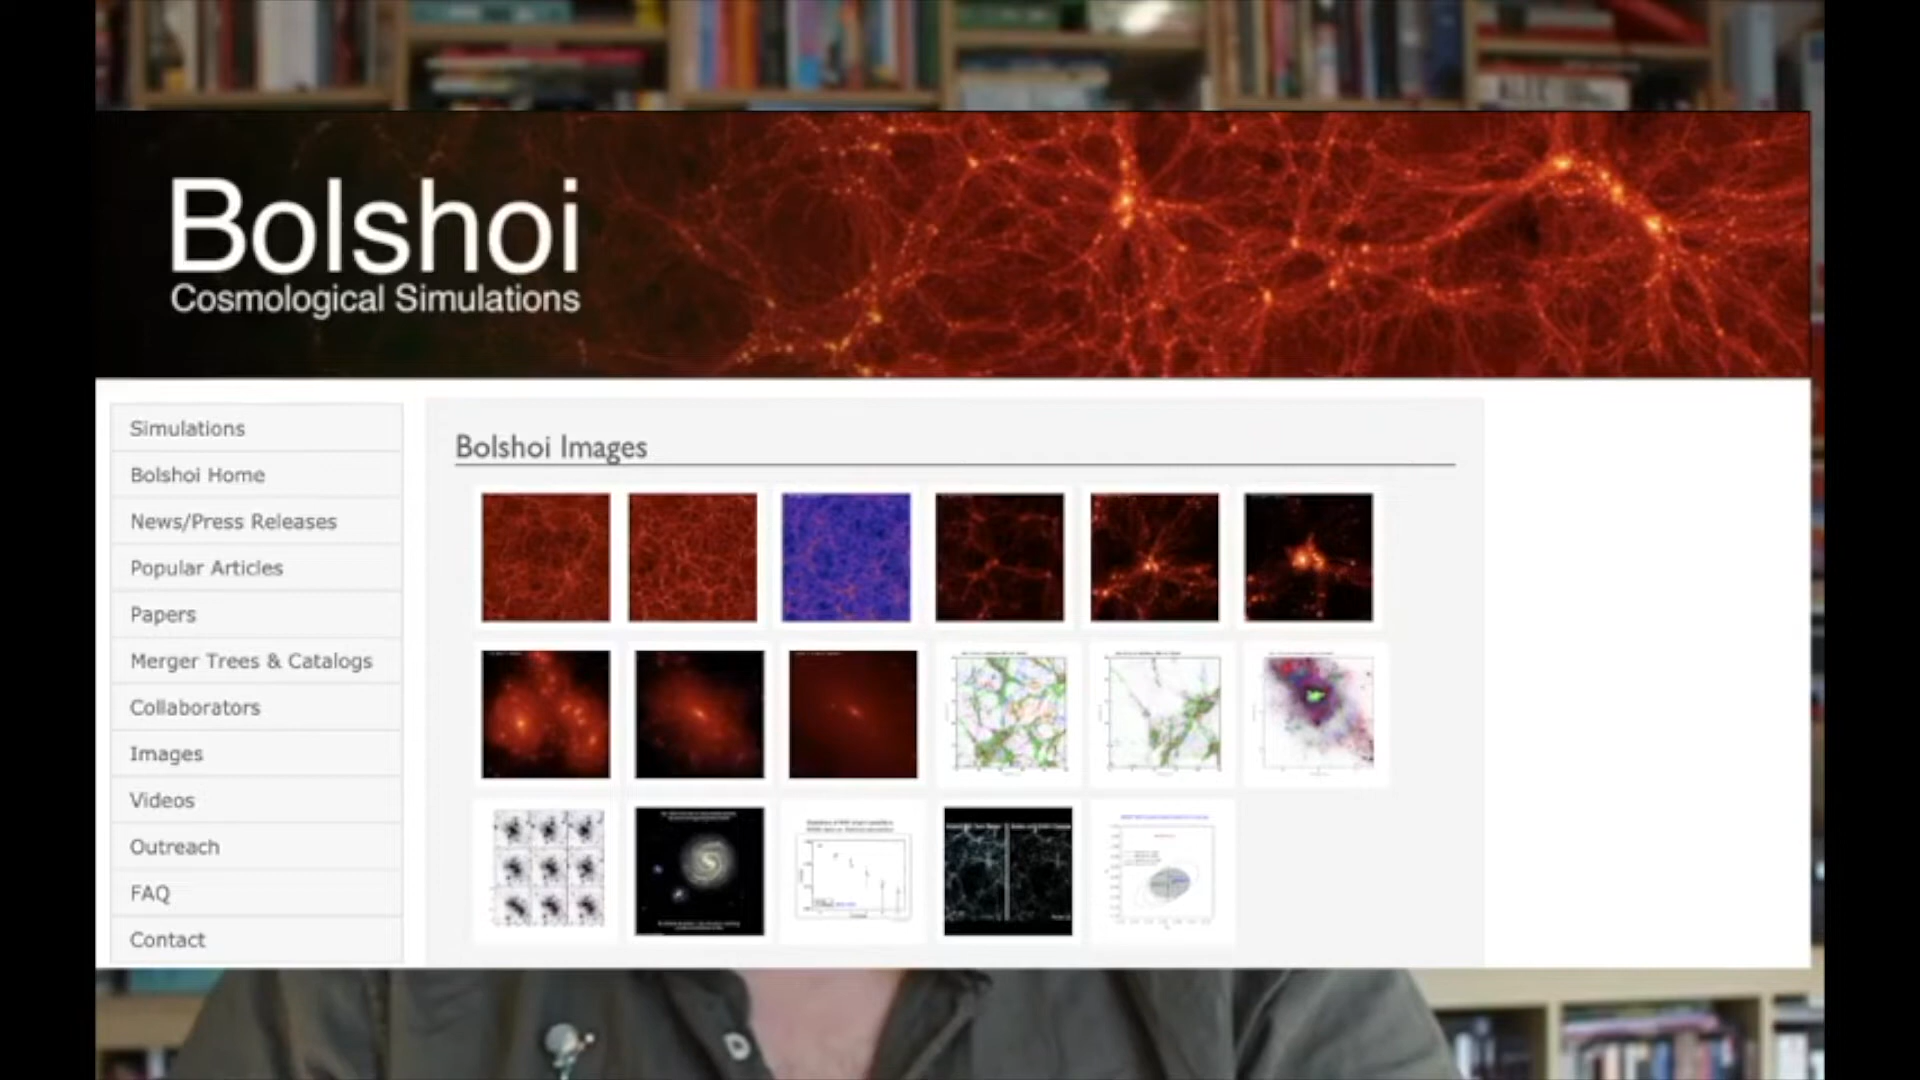 Bolshoi
Cosmological Simulations
Simulations
Bolshoi Home
News/Press Releases
Popular Articles
Papers
Merger Trees & Catalogs
Collaborators
Images
Videos
Outreach
FAQ
Contact
Bolshoi Images